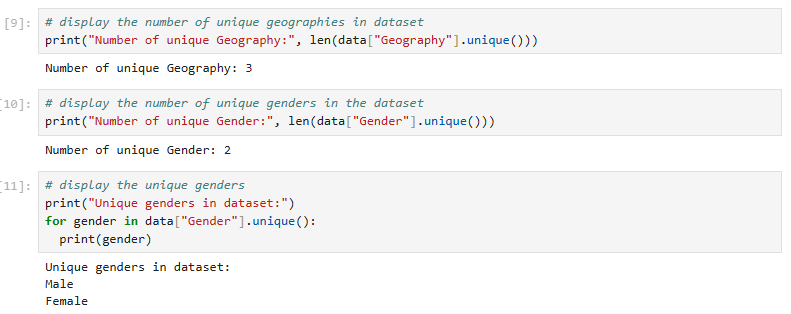 [9]: # display the number of unique geographies in dataset
print("Number of unique Geography:", len(data["Geography"].unique()))
Number of unique Geography: 3
[10]: # display the number of unique genders in the dataset
print("Number of unique Gender:", len(data["Gender"].unique()))
Number of unique Gender: 2
[11]: # display the unique genders
print("Unique genders in dataset:")
for gender in data["Gender"].unique():
  print(gender)
Unique genders in dataset:
Male
Female